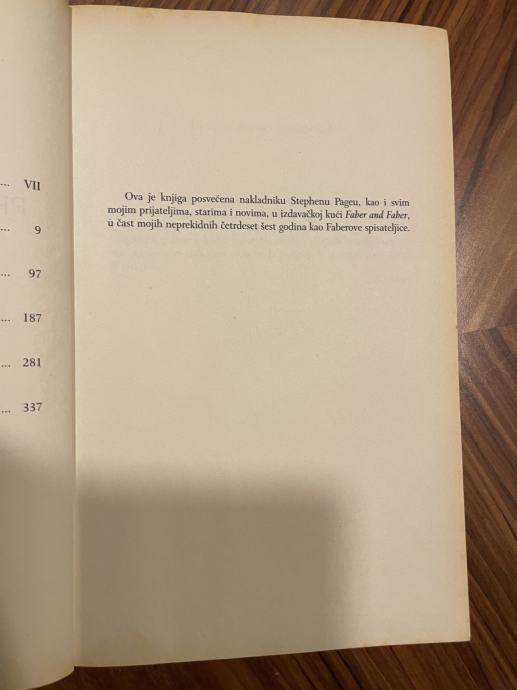 ... VII
... 9
... 97
... 187
... 281
... 337
Ova je knjiga posvećena nakladniku Stephenu Pageu, kao i svim
mojim prijateljima, starima i novima, u izdavačkoj kući Faber and Faber,
u čast mojih neprekidnih četrdeset šest godina kao Faberove spisateljice.